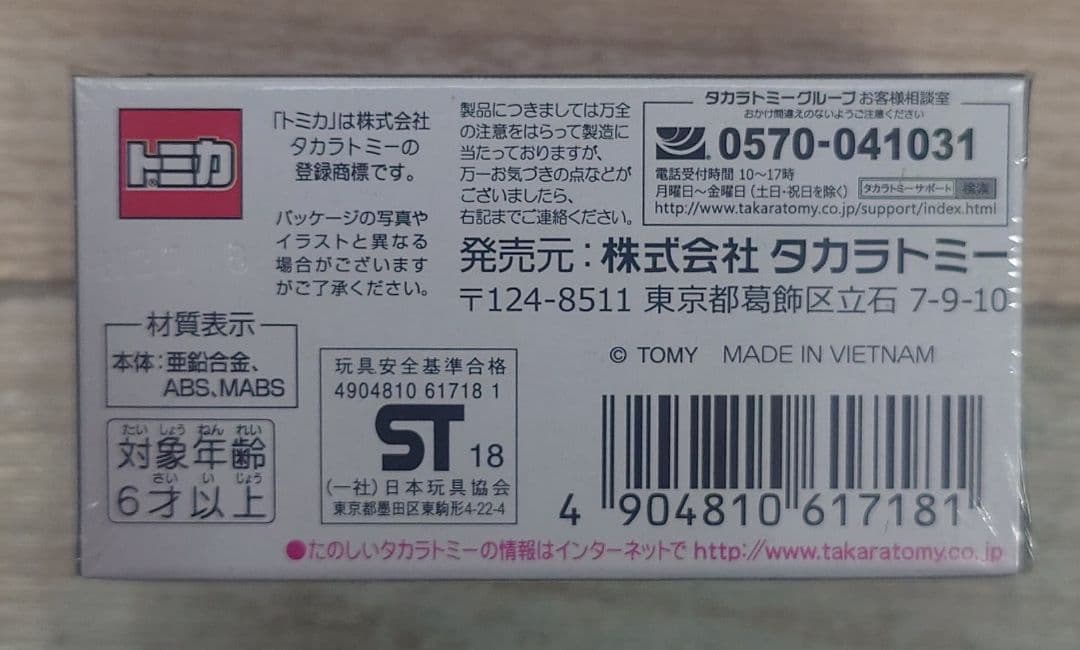 トミカ
®
「トミカ」は株式会社
タカラトミーの
登録商標です。
パッケージの写真や
イラストと異なる
場合がございます
がご了承ください。
製品につきましては万全
の注意をはらって製造に
当たっておりますが、
万一お気づきの点などが
ございましたら、
右記までご連絡ください。
タカラトミーグループ お客様相談室
おかけ間違えのないようご注意ください
0570-041031
電話受付時間 10～17時
月曜日～金曜日（土日・祝日を除く） タカラトミーサポート 検索
http://www.takaratomy.co.jp/support/index.html
発売元：株式会社 タカラトミー
〒124-8511 東京都葛飾区立石 7-9-10
© TOMY MADE IN VIETNAM
材質表示
本体：亜鉛合金、
ABS、MABS
たい しょう ねん れい
対象年齢
さい い じょう
6才以上
玩具安全基準合格
4904810 61718 1
ST 18
(一社)日本玩具協会
東京都墨田区東駒形4-22-4
4 904810 617181
●たのしいタカラトミーの情報はインターネットで http://www.takaratomy.co.jp